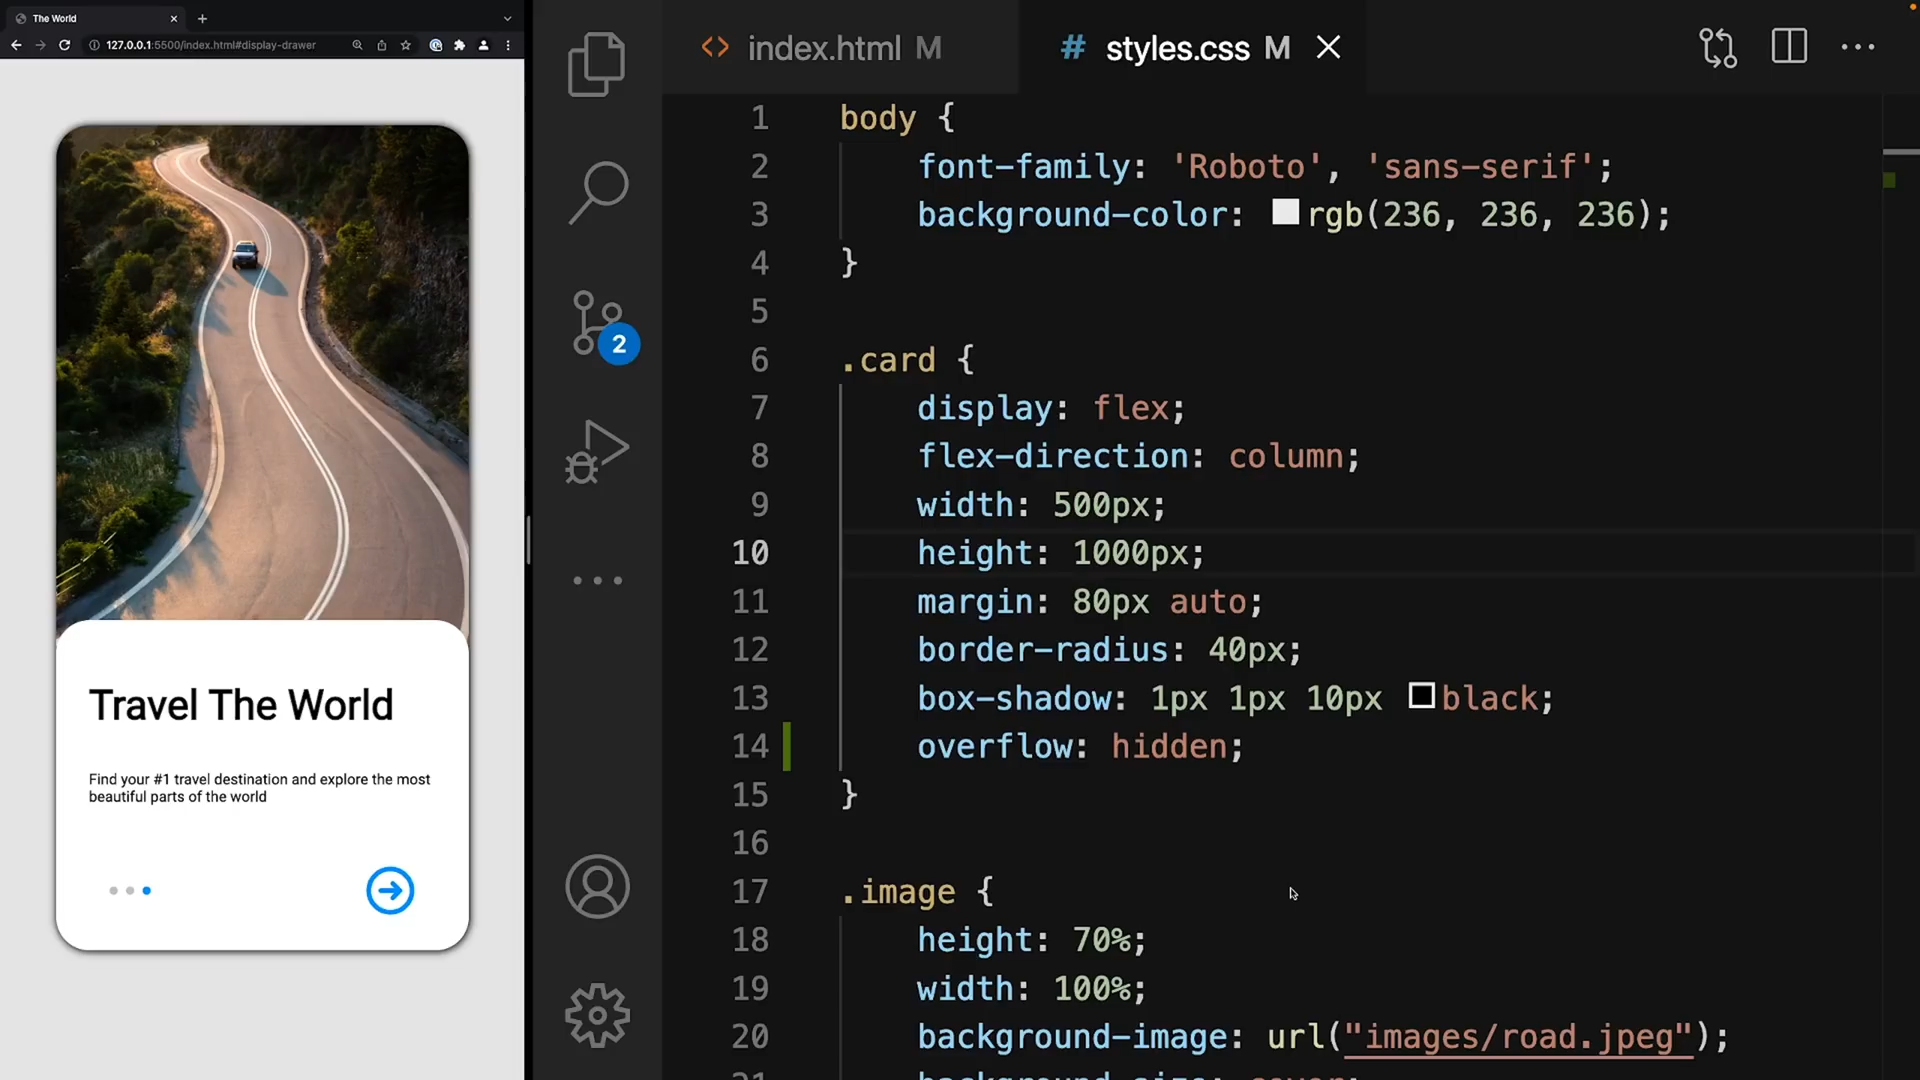 The World
127.0.0.1:5500/index.html#display-drawer
Travel The World
Find your #1 travel destination and explore the most
beautiful parts of the world
2
index.html M
# styles.css M
1 body {
2 font-family: 'Roboto', 'sans-serif';
3 background-color: rgb(236, 236, 236);
4 }
5
6 .card {
7 display: flex;
8 flex-direction: column;
9 width: 500px;
10 height: 1000px;
11 margin: 80px auto;
12 border-radius: 40px;
13 box-shadow: 1px 1px 10px black;
14 overflow: hidden;
15 }
16
17 .image {
18 height: 70%;
19 width: 100%;
20 background-image: url("images/road.jpeg");